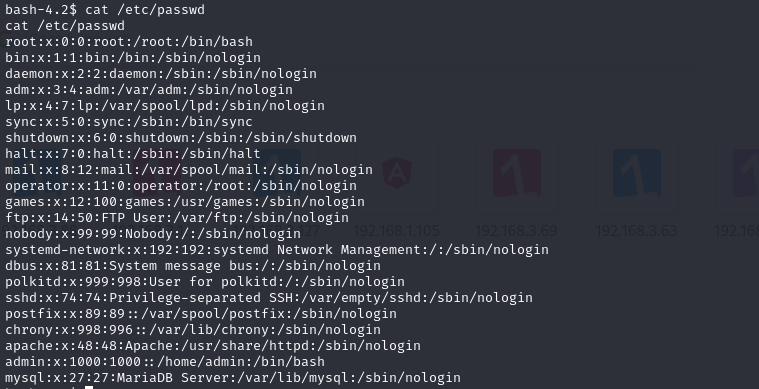 bash-4.2$ cat /etc/passwd
cat /etc/passwd
root:x:0:0:root:/root:/bin/bash
bin:x:1:1:bin:/bin:/sbin/nologin
daemon:x:2:2:daemon:/sbin:/sbin/nologin
adm:x:3:4:adm:/var/adm:/sbin/nologin
lp:x:4:7:lp:/var/spool/lpd:/sbin/nologin
sync:x:5:0:sync:/sbin:/bin/sync
shutdown:x:6:0:shutdown:/sbin:/sbin/shutdown
halt:x:7:0:halt:/sbin:/sbin/halt
mail:x:8:12:mail:/var/spool/mail:/sbin/nologin
operator:x:11:0:operator:/root:/sbin/nologin
games:x:12:100:games:/usr/games:/sbin/nologin
ftp:x:14:50:FTP User:/var/ftp:/sbin/nologin
nobody:x:99:99:Nobody:/:/sbin/nologin
192.168.1.105 192.168.3.69 192.168.3.63
systemd-network:x:192:192:systemd Network Management:/:/sbin/nologin
dbus:x:81:81:System message bus:/:/sbin/nologin
polkitd:x:999:998:User for polkitd:/:/sbin/nologin
sshd:x:74:74:Privilege-separated SSH:/var/empty/sshd:/sbin/nologin
postfix:x:89:89::/var/spool/postfix:/sbin/nologin
chrony:x:998:996::/var/lib/chrony:/sbin/nologin
apache:x:48:48:Apache:/usr/share/httpd:/sbin/nologin
admin:x:1000:1000::/home/admin:/bin/bash
mysql:x:27:27:MariaDB Server:/var/lib/mysql:/sbin/nologin